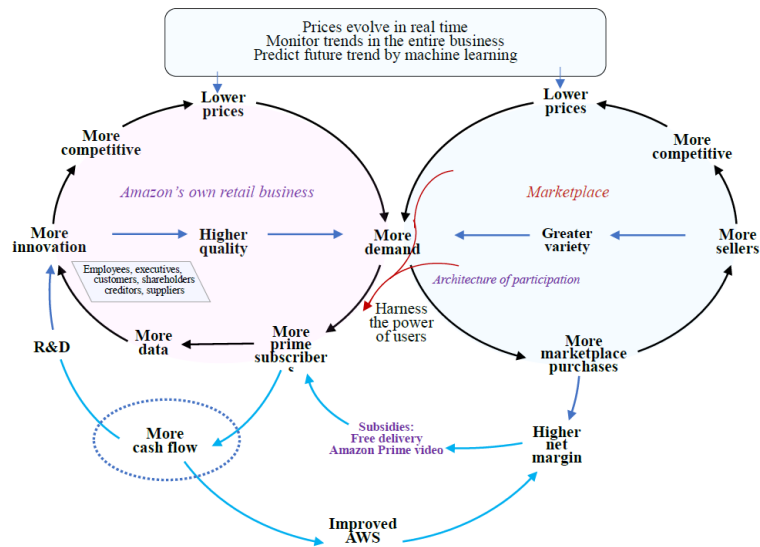 Prices evolve in real time
Monitor trends in the entire business
Predict future trend by machine learning
Lower
prices
Lower
prices
More
competitive
More
competitive
Amazon's own retail business
Marketplace
More
innovation
Higher
quality
More
demand
Greater
variety
More
sellers
Employees, executives,
customers, shareholders
creditors, suppliers
Architecture of participation
Harness
the power
of users
R&D
More
data
More
prime
subscriber
s
More
marketplace
purchases
More
cash flow
Subsidies:
Free delivery
Amazon Prime video
Higher
net
margin
Improved
AWS